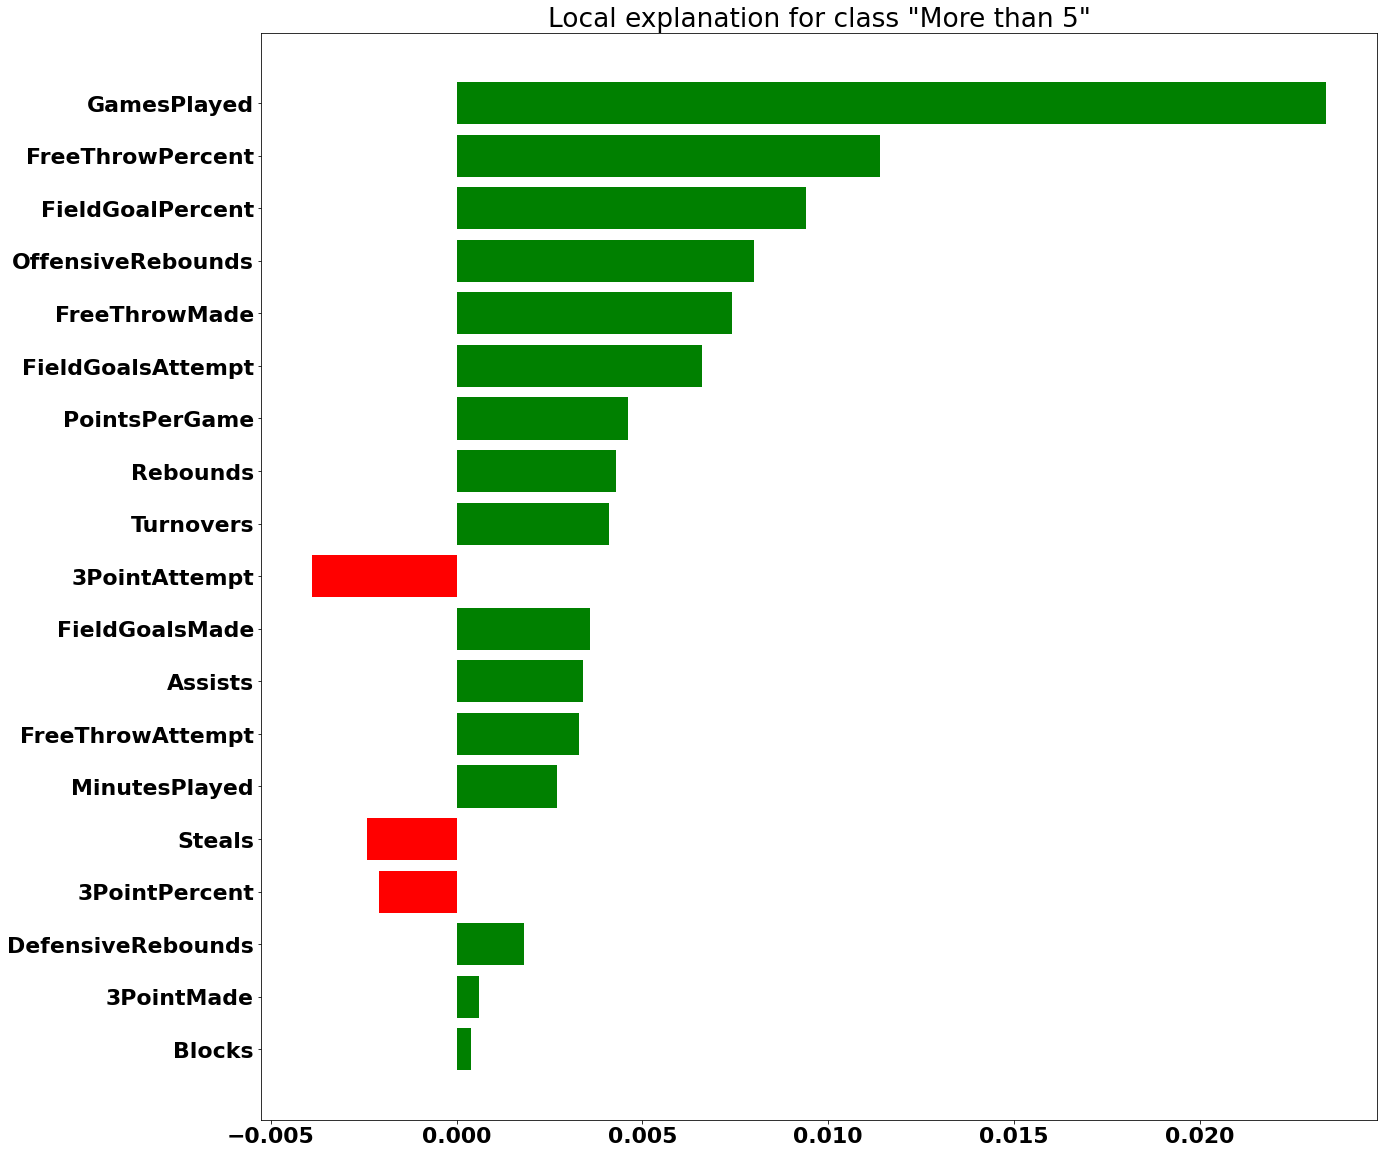 Local explanation for class "More than 5"
GamesPlayed
FreeThrowPercent
FieldGoalPercent
OffensiveRebounds
FreeThrowMade
FieldGoalsAttempt
PointsPerGame
Rebounds
Turnovers
3PointAttempt
FieldGoalsMade
Assists
FreeThrowAttempt
MinutesPlayed
Steals
3PointPercent
DefensiveRebounds
3PointMade
Blocks
−0.005 0.000 0.005 0.010 0.015 0.020